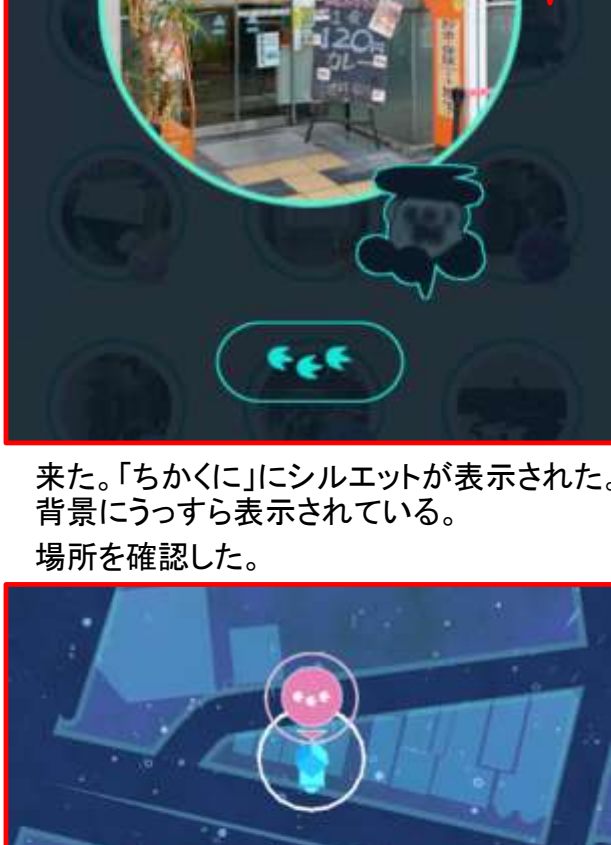 120円
カレー
来た。「ちかくに」にシルエットが表示された。
背景にうっすら表示されている。
場所を確認した。